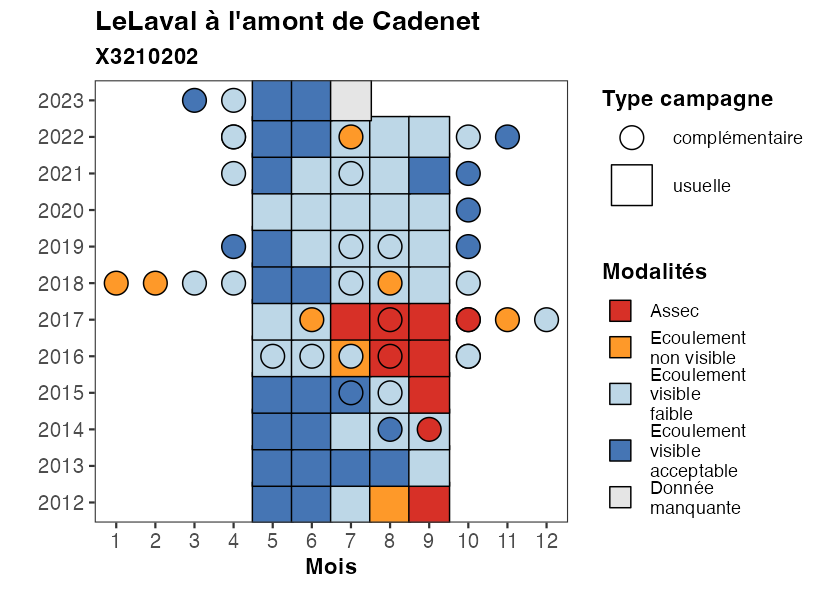 LeLaval à l'amont de Cadenet
X3210202
2023
2022
2021
2020
2019
2018
2017
2016
2015
2014
2013
2012
1 2 3 4 5 6 7 8 9 10 11 12
Mois
Type campagne
complémentaire
usuelle
Modalités
Assec
Ecoulement
non visible
Ecoulement
visible
faible
Ecoulement
visible
acceptable
Donnée
manquante